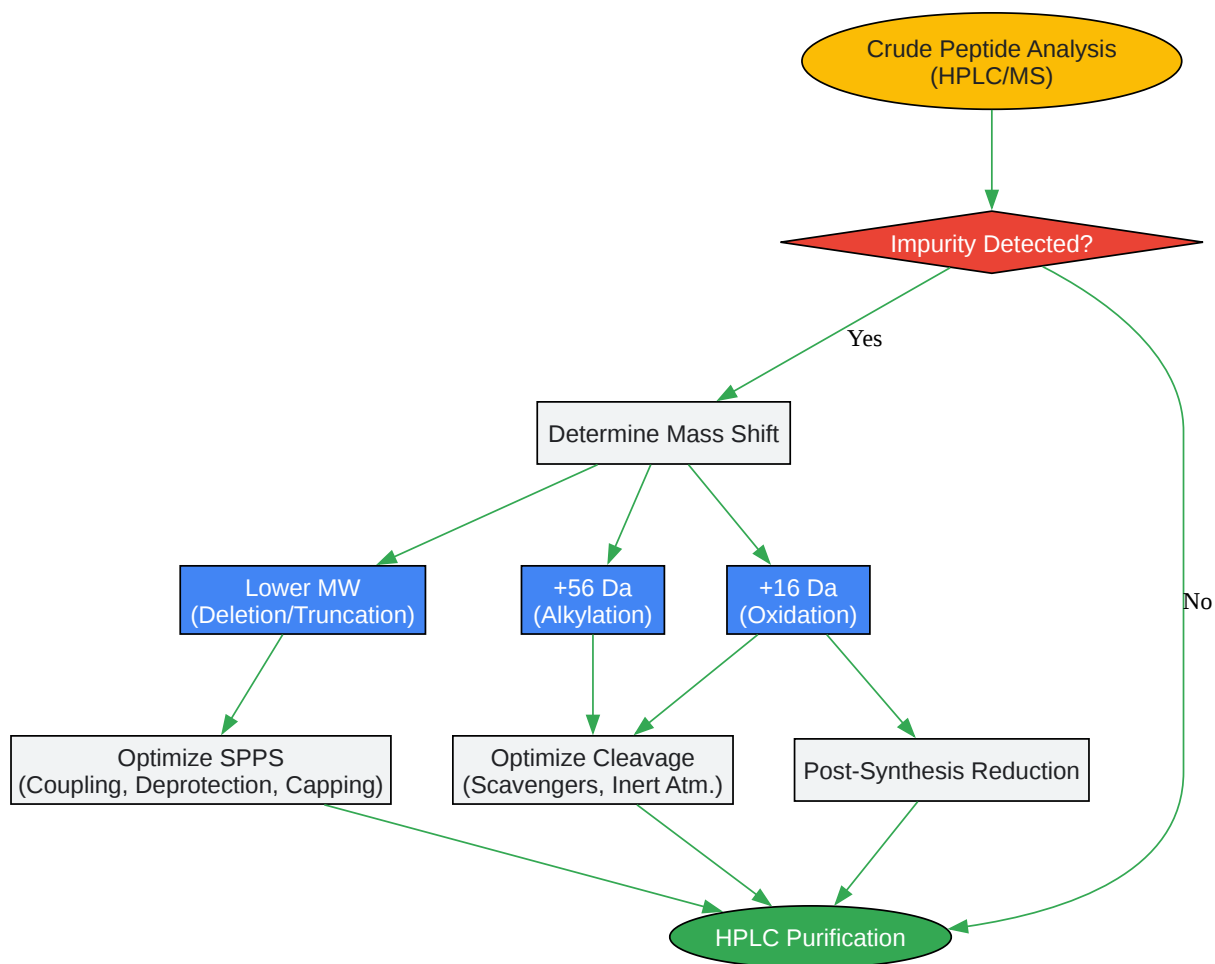 Crude Peptide Analysis
(HPLC/MS)
Impurity Detected?
Yes
Determine Mass Shift
Lower MW
(Deletion/Truncation)
+56 Da
(Alkylation)
+16 Da
(Oxidation)
No
Optimize SPPS
(Coupling, Deprotection, Capping)
Optimize Cleavage
(Scavengers, Inert Atm.)
Post-Synthesis Reduction
HPLC Purification